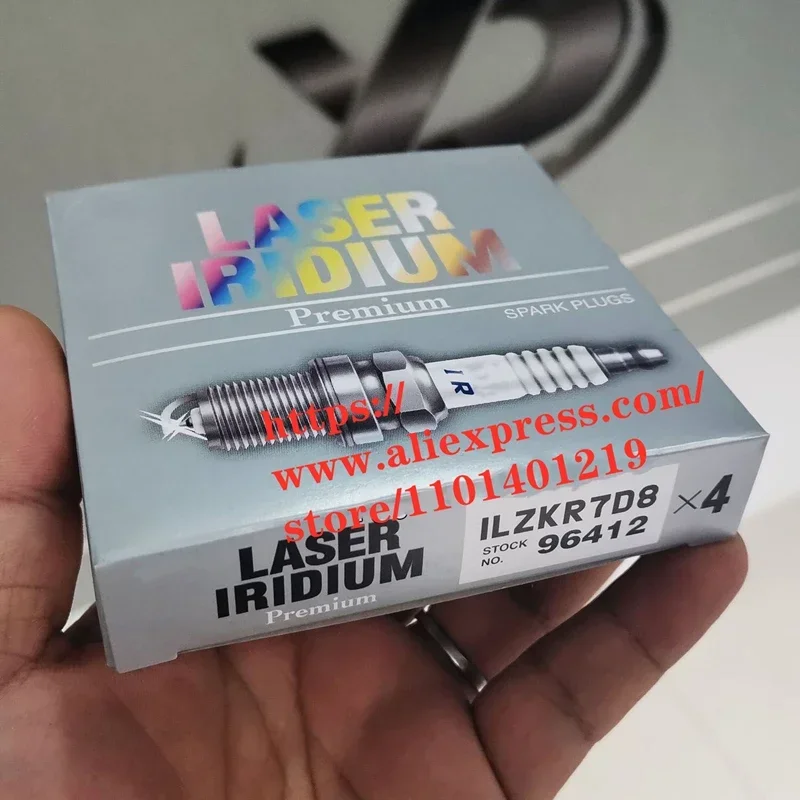 LASER
IRIDIUM
Premium
SPARK PLUGS
IR
https://
www.aliexpress.com/
store/1101401219
LASER
IRIDIUM
Premium
ILZKR7D8
STOCK NO. 96412
×4